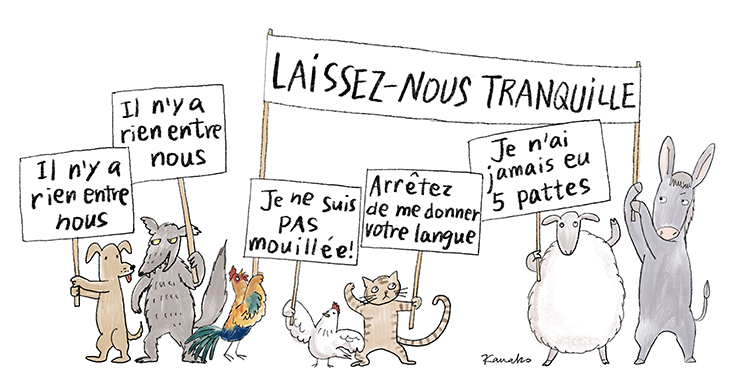 LAISSEZ-NOUS TRANQUILLE
Il n'y a
rien entre
nous
Il n'y a
rien entre
nous
Je ne suis
PAS
mouillée!
Arrêtez
de me donner
votre langue
Je n'ai
jamais eu
5 pattes
Kanako